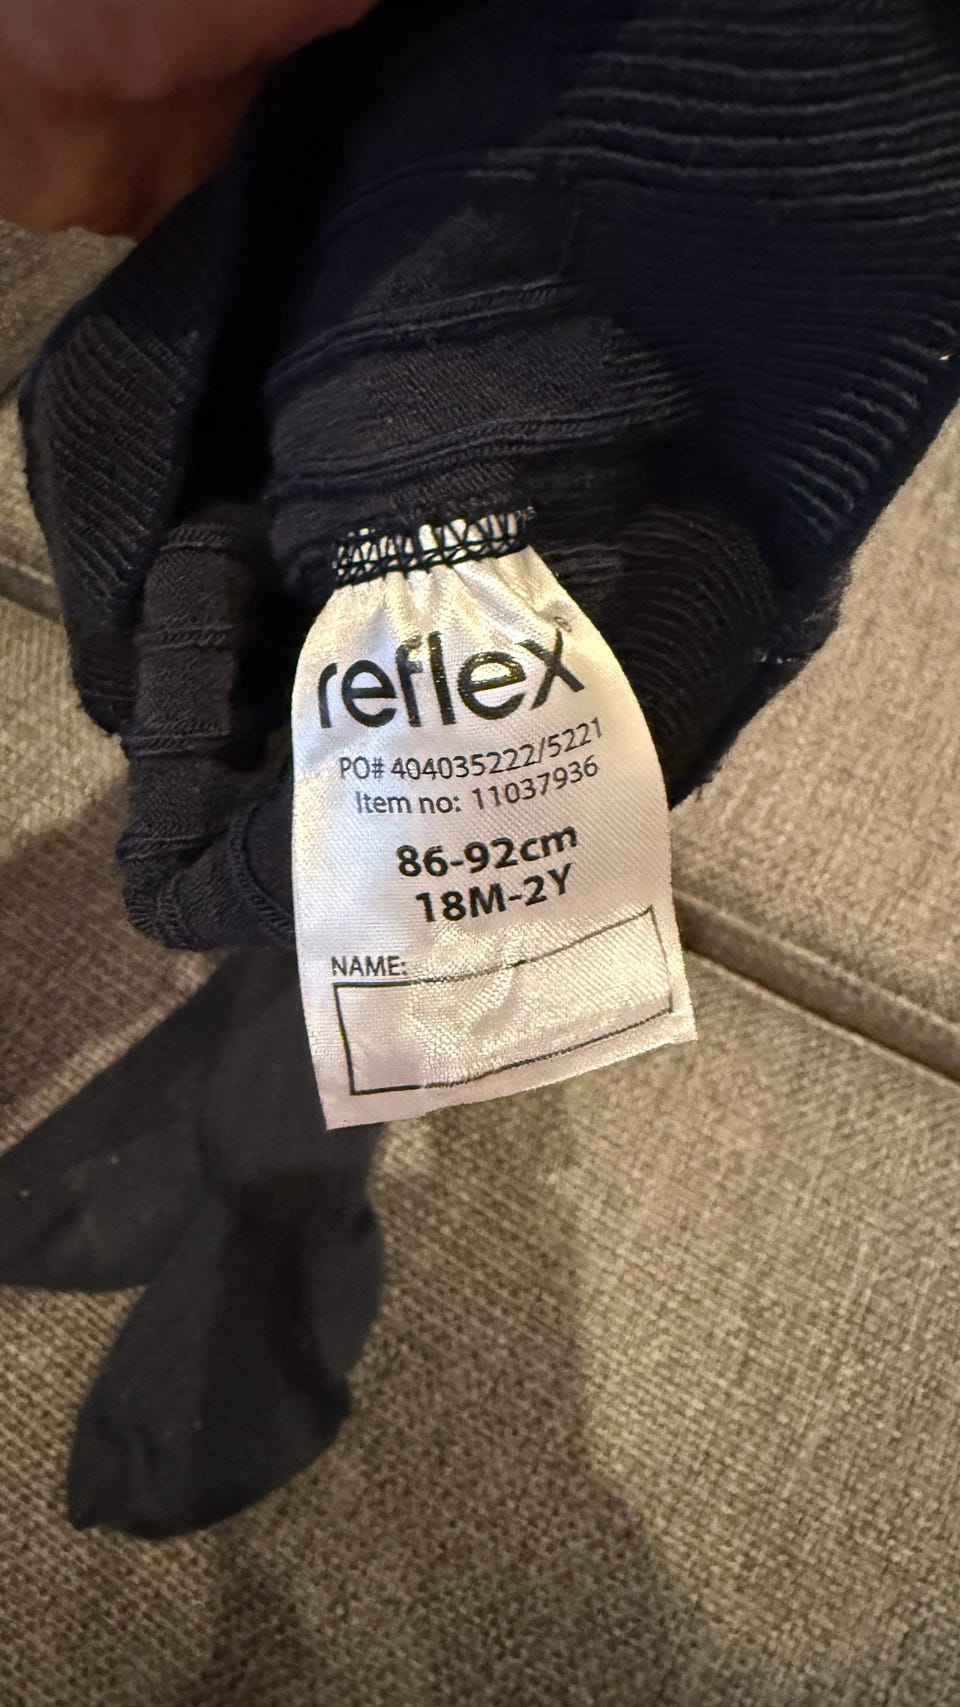 reflex®
PO# 404035222/5221
Item no: 11037936
86-92cm
18M-2Y
NAME: